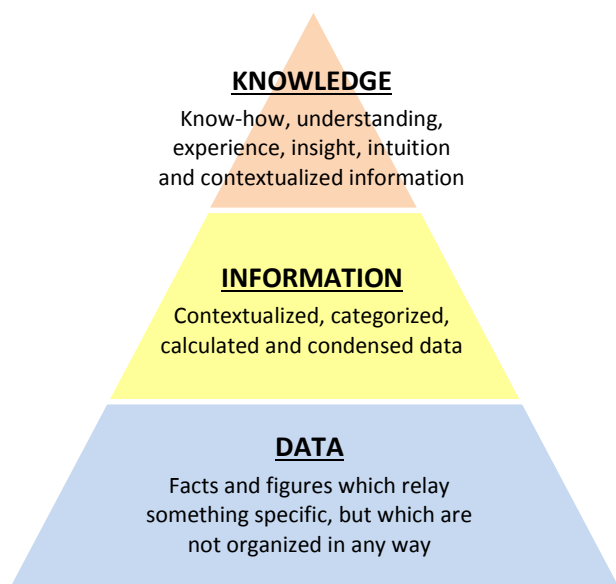 KNOWLEDGE
Know-how, understanding,
experience, insight, intuition
and contextualized information
INFORMATION
Contextualized, categorized,
calculated and condensed data
DATA
Facts and figures which relay
something specific, but which are
not organized in any way